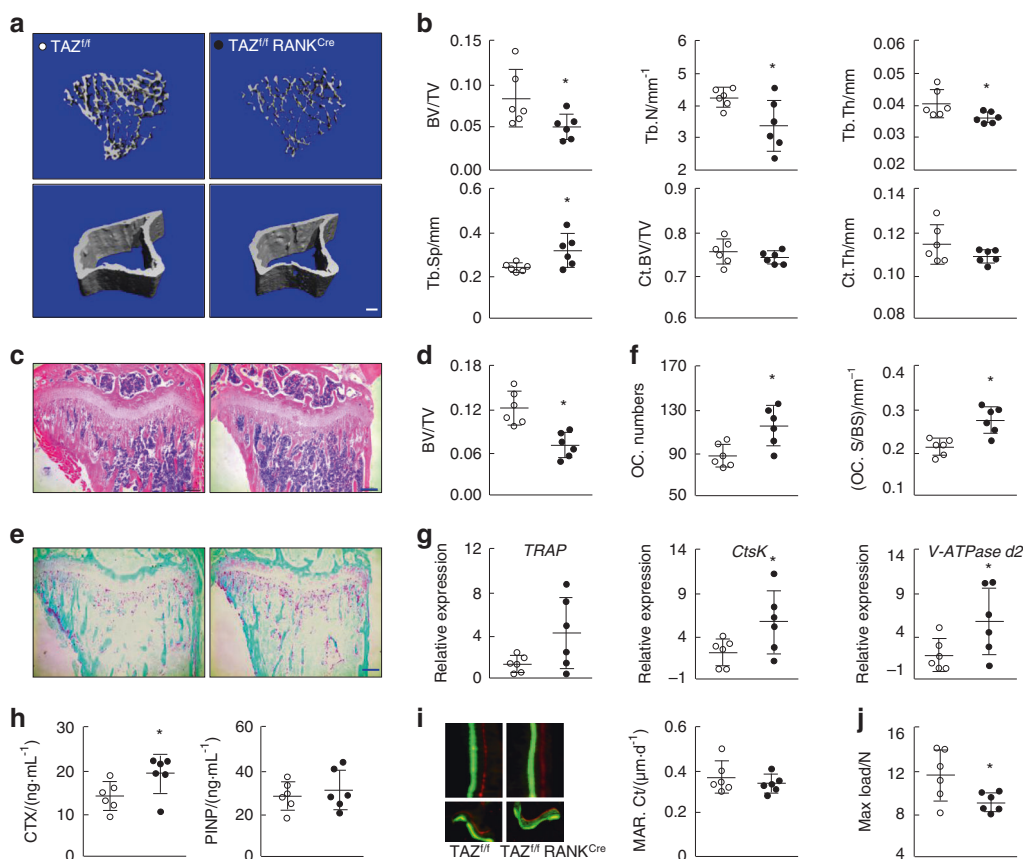 a
TAZf/f
TAZf/f RANKCre
b
BV/TV
0.15
0.10
0.05
0.00
*
Tb.N/mm-1
6
5
4
3
2
*
Tb.Th/mm
0.06
0.05
0.04
0.03
0.02
*
Tb.Sp/mm
0.6
0.4
0.2
0
*
Ct.BV/TV
0.9
0.8
0.7
0.6
Ct.Th/mm
0.14
0.12
0.10
0.08
c
d
BV/TV
0.18
0.12
0.06
0.00
*
f
OC. numbers
170
130
90
50
*
(OC. S/BS)/mm−1
0.4
0.3
0.2
0.1
*
e
g
Relative expression
TRAP
12
8
4
0
Relative expression
CtsK
14
9
4
−1
*
Relative expression
V-ATPase d2
14
9
4
−1
*
h
CTX/(ng·mL−1)
30
20
10
0
*
PINP/(ng·mL−1)
60
40
20
0
i
TAZf/f
TAZf/f RANKCre
MAR. Ct/(μm·d-1)
0.6
0.4
0.2
0
j
Max load/N
16
12
8
4
*